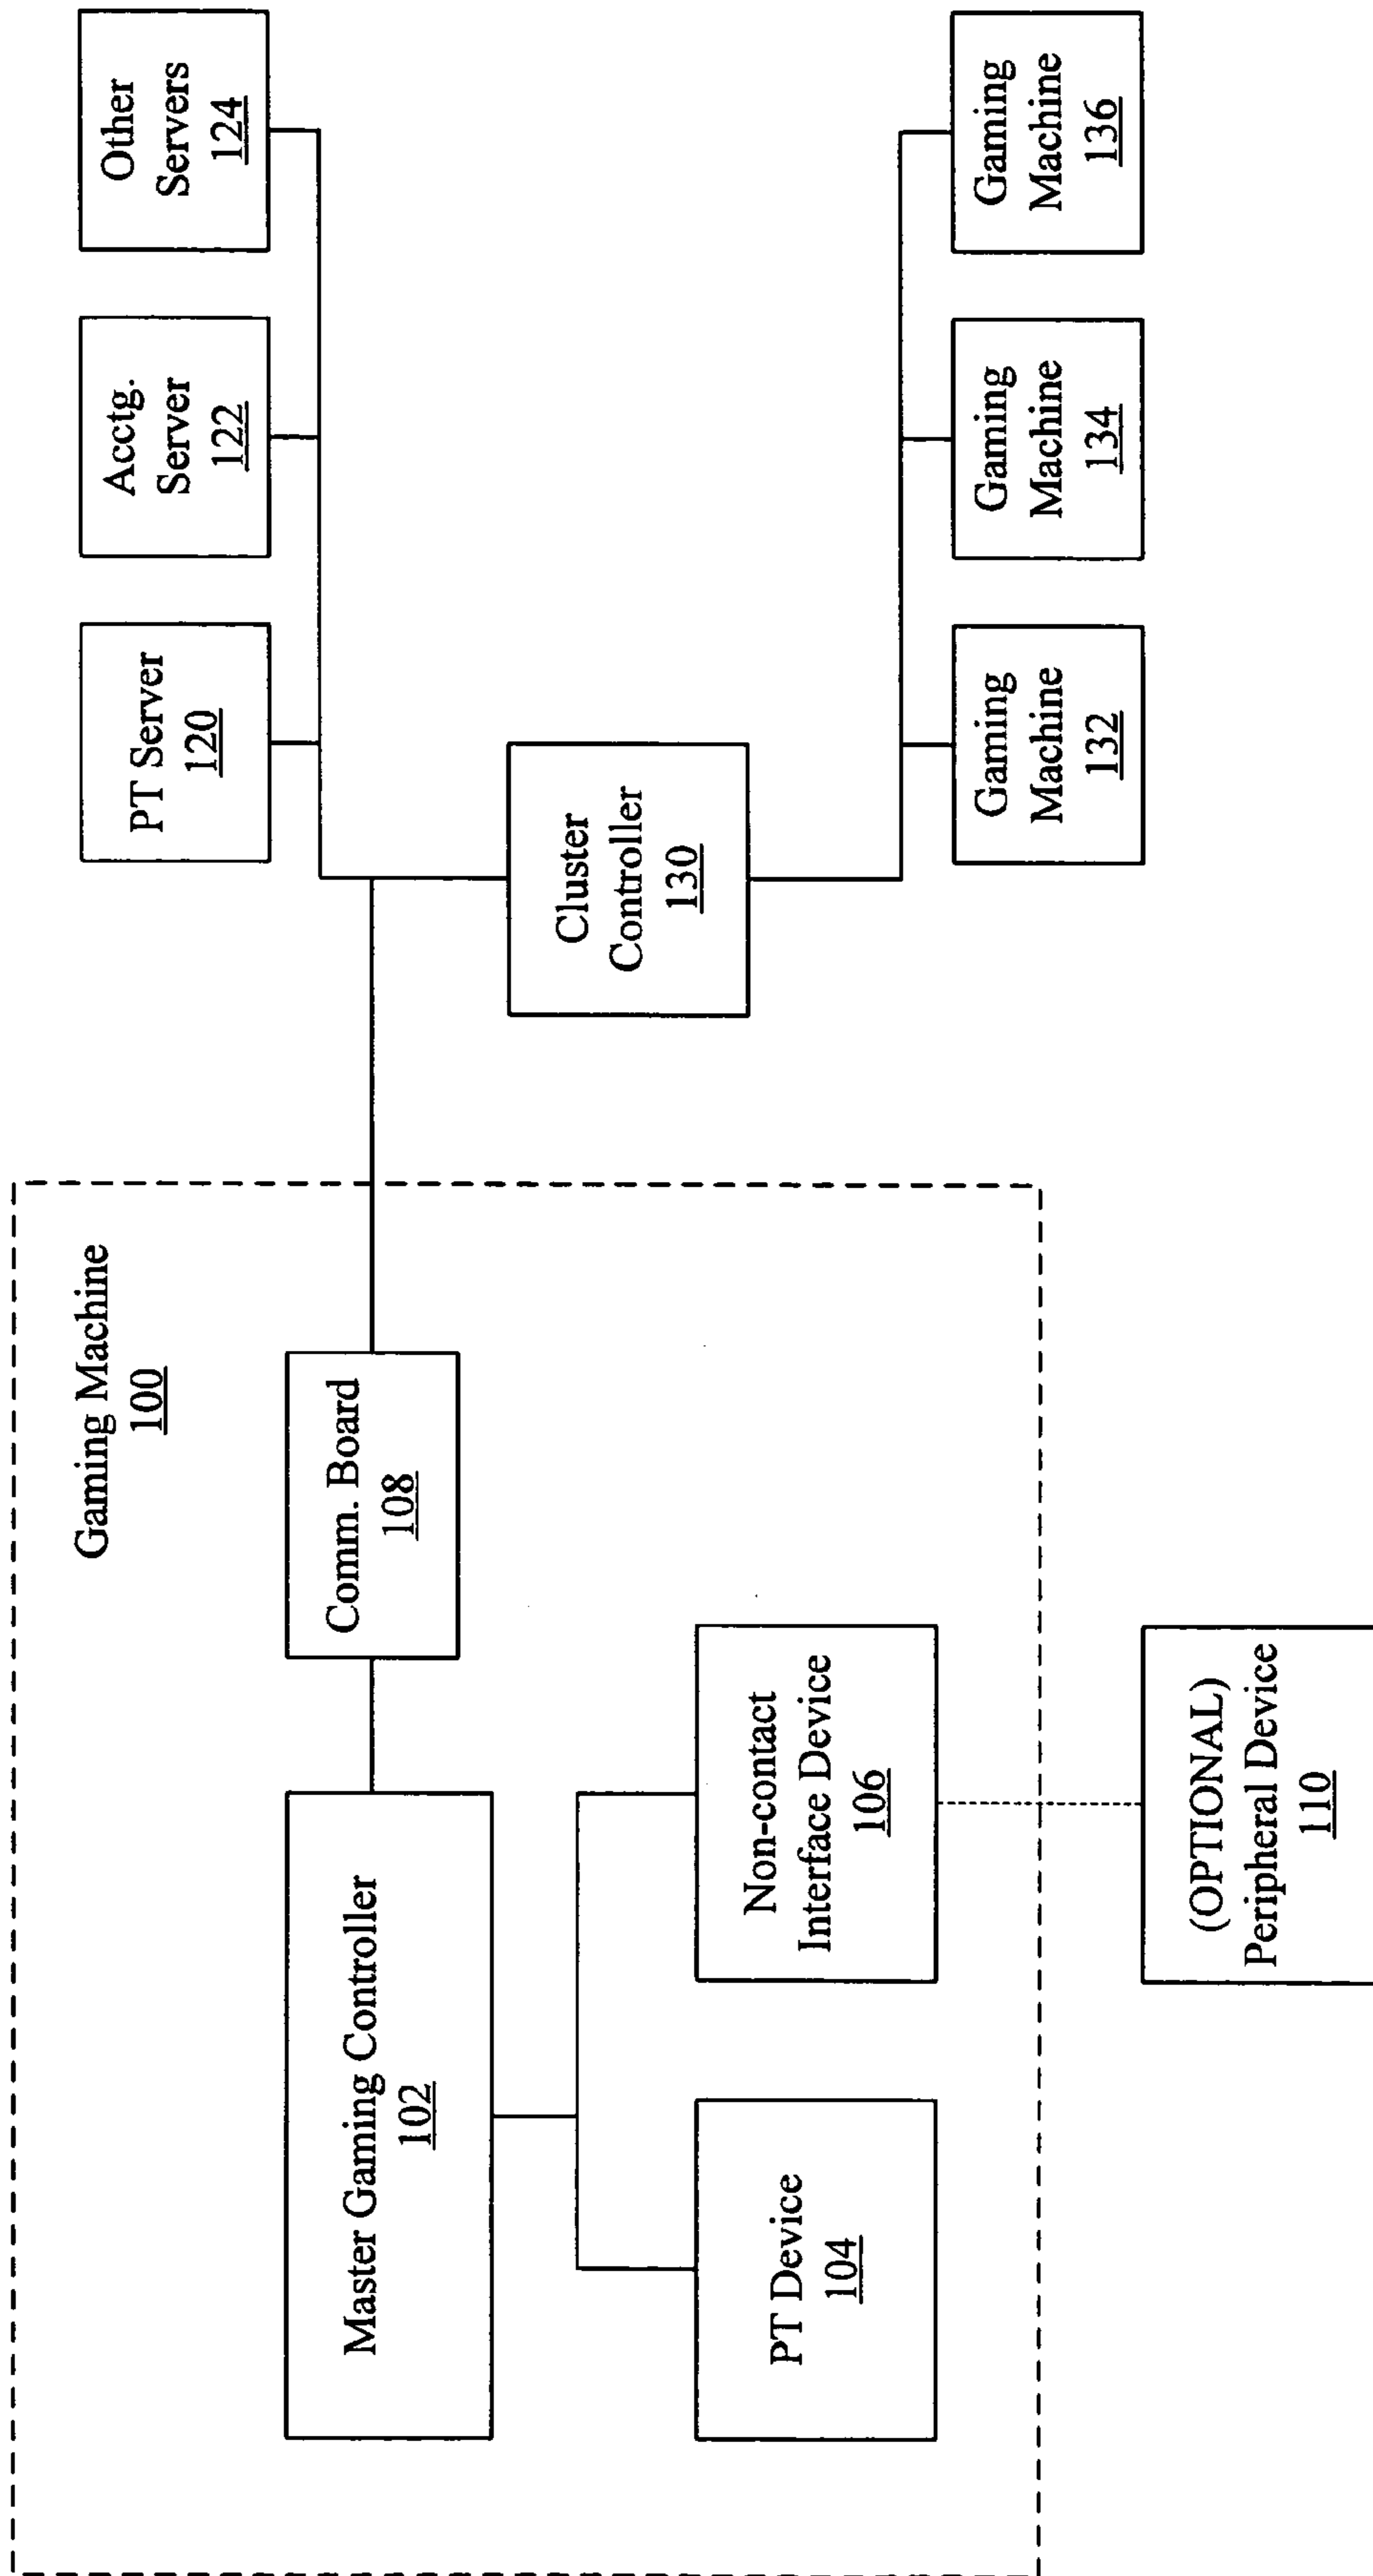 Gaming Machine
100
Master Gaming Controller
102
Comm. Board
108
PT Device
104
Non-contact
Interface Device
106
(OPTIONAL)
Peripheral Device
110
PT Server
120
Acctg.
Server
122
Other
Servers
124
Cluster
Controller
130
Gaming
Machine
132
Gaming
Machine
134
Gaming
Machine
136